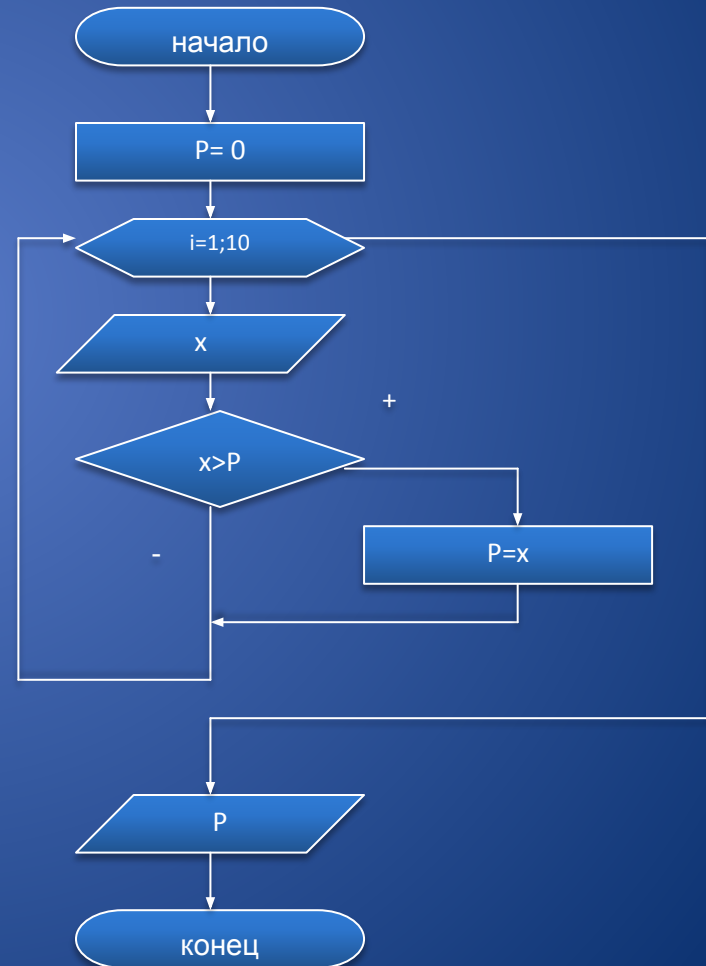 начало
P= 0
i=1;10
x
+
x>P
-
P=x
P
конец